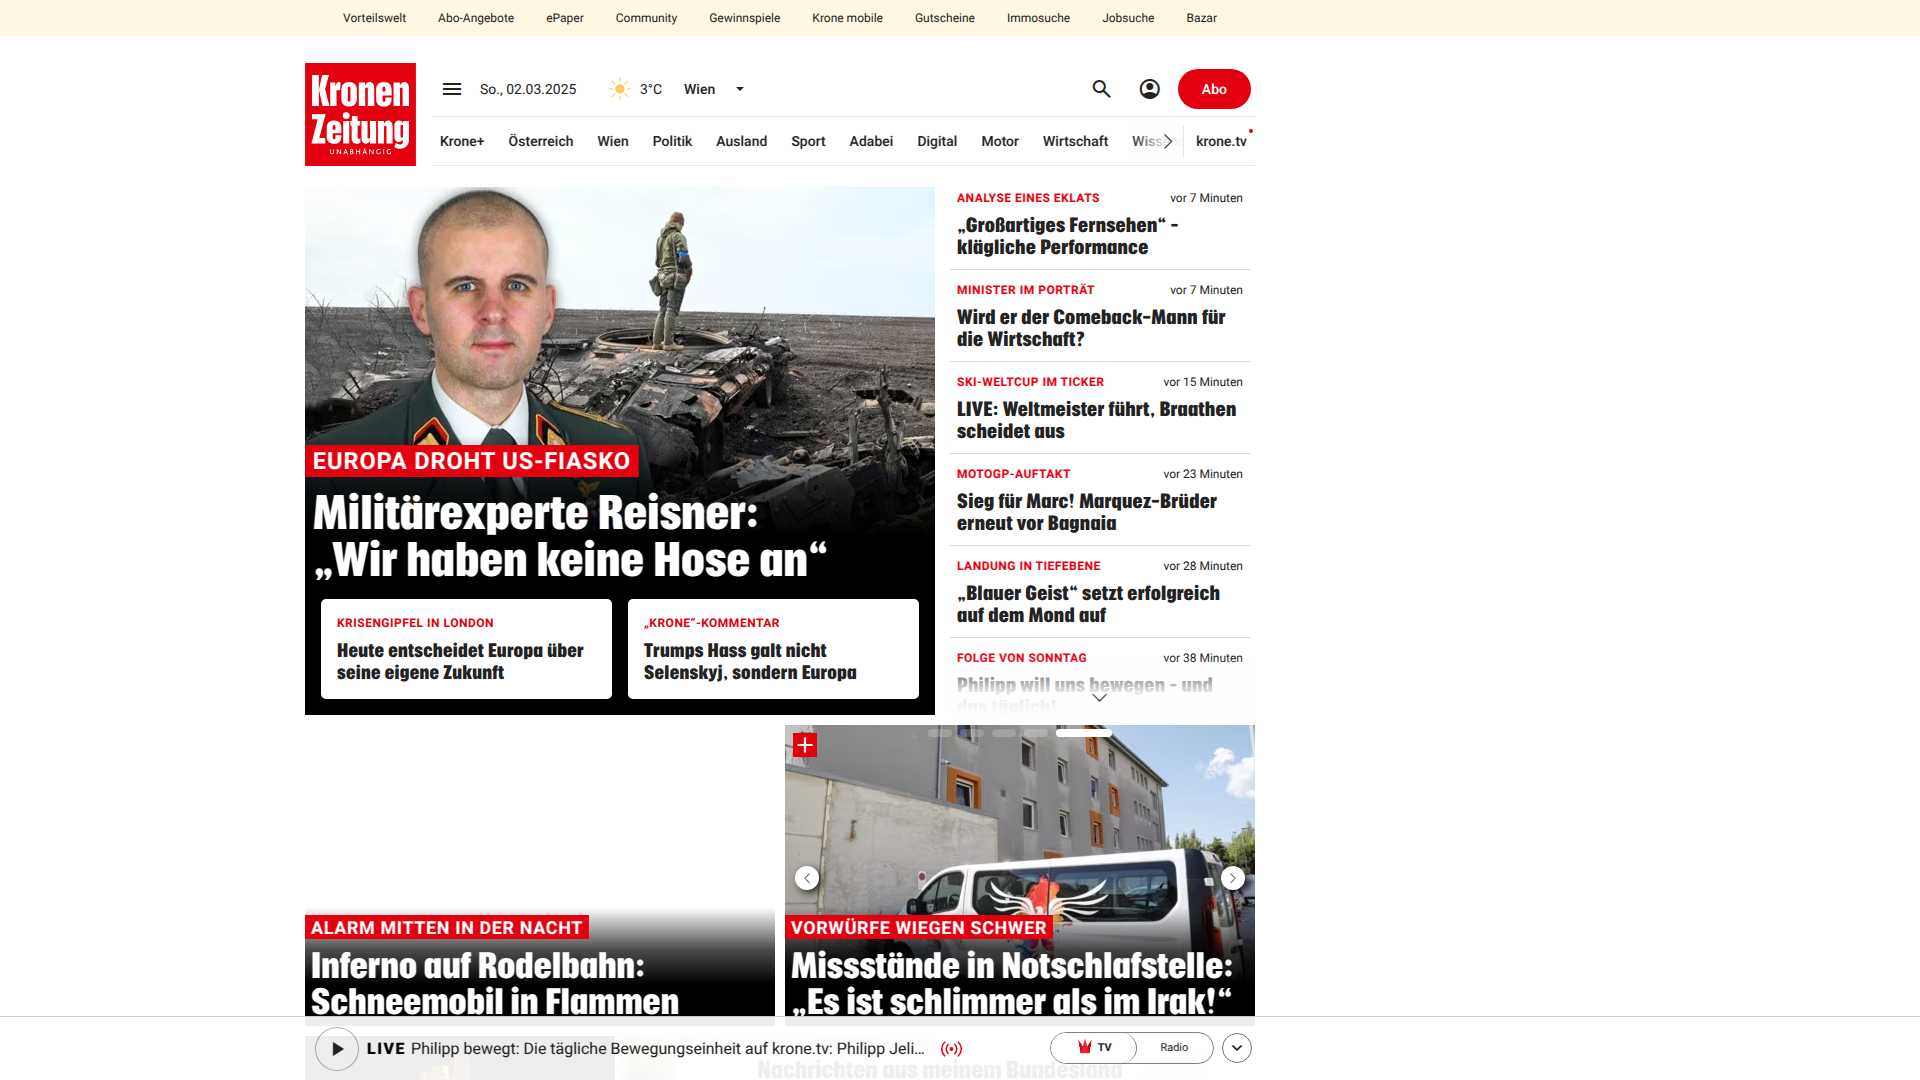 Vorteilswelt Abo-Angebote ePaper Community Gewinnspiele Krone mobile Gutscheine Immosuche Jobsuche Bazar
Kronen
Zeitung
UNABHÄNGIG
So., 02.03.2025 3°C Wien
Abo
Krone+ Österreich Wien Politik Ausland Sport Adabei Digital Motor Wirtschaft krone.tv
EUROPA DROHT US-FIASKO
Militärexperte Reisner:
„Wir haben keine Hose an“
KRISENGIPFEL IN LONDON
Heute entscheidet Europa über
seine eigene Zukunft
„KRONE“-KOMMENTAR
Trumps Hass galt nicht
Selenskyj, sondern Europa
ANALYSE EINES EKLATS vor 7 Minuten
„Großartiges Fernsehen“ -
klägliche Performance
MINISTER IM PORTRÄT vor 7 Minuten
Wird er der Comeback-Mann für
die Wirtschaft?
SKI-WELTCUP IM TICKER vor 15 Minuten
LIVE: Weltmeister führt, Braathen
scheidet aus
MOTOGP-AUFTAKT vor 23 Minuten
Sieg für Marc! Marquez-Brüder
erneut vor Bagnaia
LANDUNG IN TIEFEBENE vor 28 Minuten
„Blauer Geist“ setzt erfolgreich
auf dem Mond auf
FOLGE VON SONNTAG vor 38 Minuten
Philipp will uns bewegen - und
das täglich!
ALARM MITTEN IN DER NACHT
Inferno auf Rodelbahn:
Schneemobil in Flammen
VORWÜRFE WIEGEN SCHWER
Missstände in Notschlafstelle:
„Es ist schlimmer als im Irak!“
LIVE Philipp bewegt: Die tägliche Bewegungseinheit auf krone.tv: Philipp Jeli...
TV Radio
Nachrichten aus meinem Bundesland